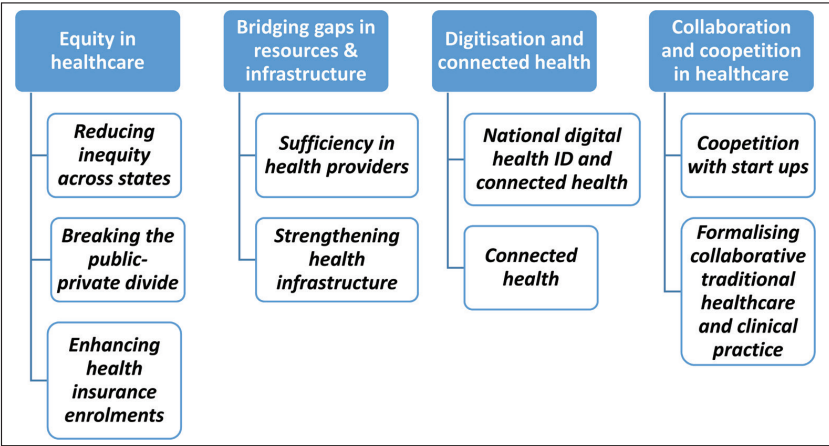 Equity in
healthcare
Reducing
inequity
across states
Breaking the
public-
private divide
Enhancing
health
insurance
enrolments
Bridging gaps in
resources &
infrastructure
Sufficiency in
health providers
Strengthening
health
infrastructure
Digitisation and
connected health
National digital
health ID and
connected health
Connected
health
Collaboration
and coopetition
in healthcare
Coopetition
with start ups
Formalising
collaborative
traditional
healthcare
and clinical
practice